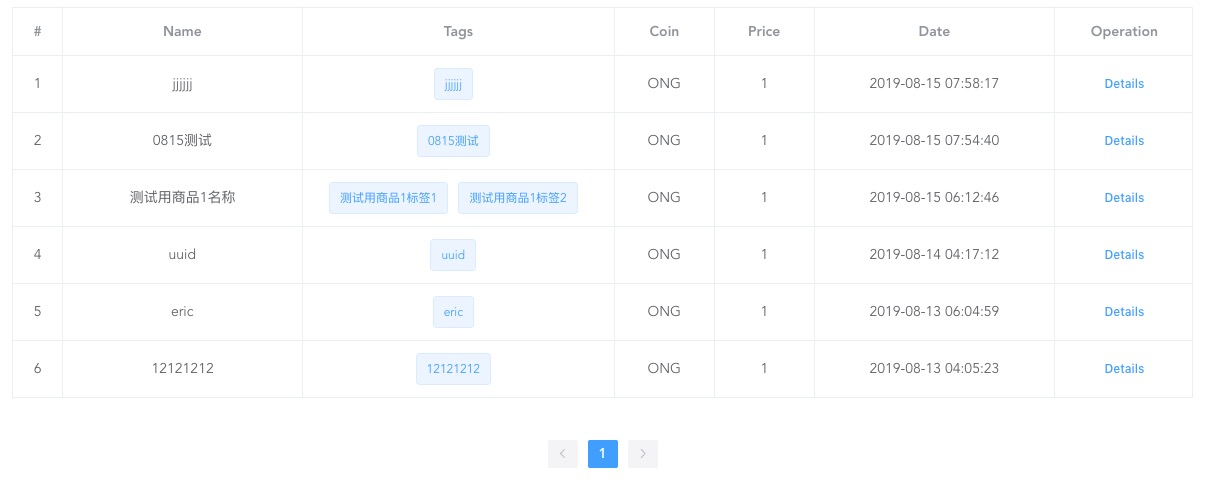 # Name Tags Coin Price Date Operation
1 jjjjjj jjjjjj ONG 1 2019-08-15 07:58:17 Details
2 0815测试 0815测试 ONG 1 2019-08-15 07:54:40 Details
3 测试用商品1名称 测试用商品1标签1 测试用商品1标签2 ONG 1 2019-08-15 06:12:46 Details
4 uuid uuid ONG 1 2019-08-14 04:17:12 Details
5 eric eric ONG 1 2019-08-13 06:04:59 Details
6 12121212 12121212 ONG 1 2019-08-13 04:05:23 Details
1